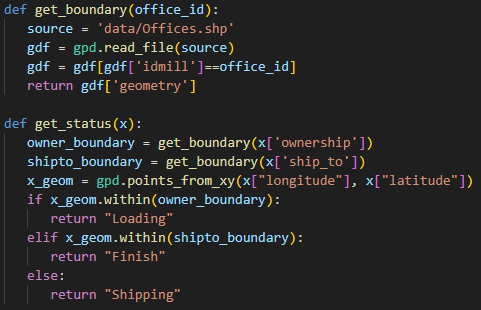 def get_boundary(office_id):
   source = 'data/Offices.shp'
   gdf = gpd.read_file(source)
   gdf = gdf[gdf['idmill']==office_id]
   return gdf['geometry']

def get_status(x):
   owner_boundary = get_boundary(x['ownership'])
   shipto_boundary = get_boundary(x['ship_to'])
   x_geom = gpd.points_from_xy(x["longitude"], x["latitude"])
   if x_geom.within(owner_boundary):
      return "Loading"
   elif x_geom.within(shipto_boundary):
      return "Finish"
   else:
      return "Shipping"